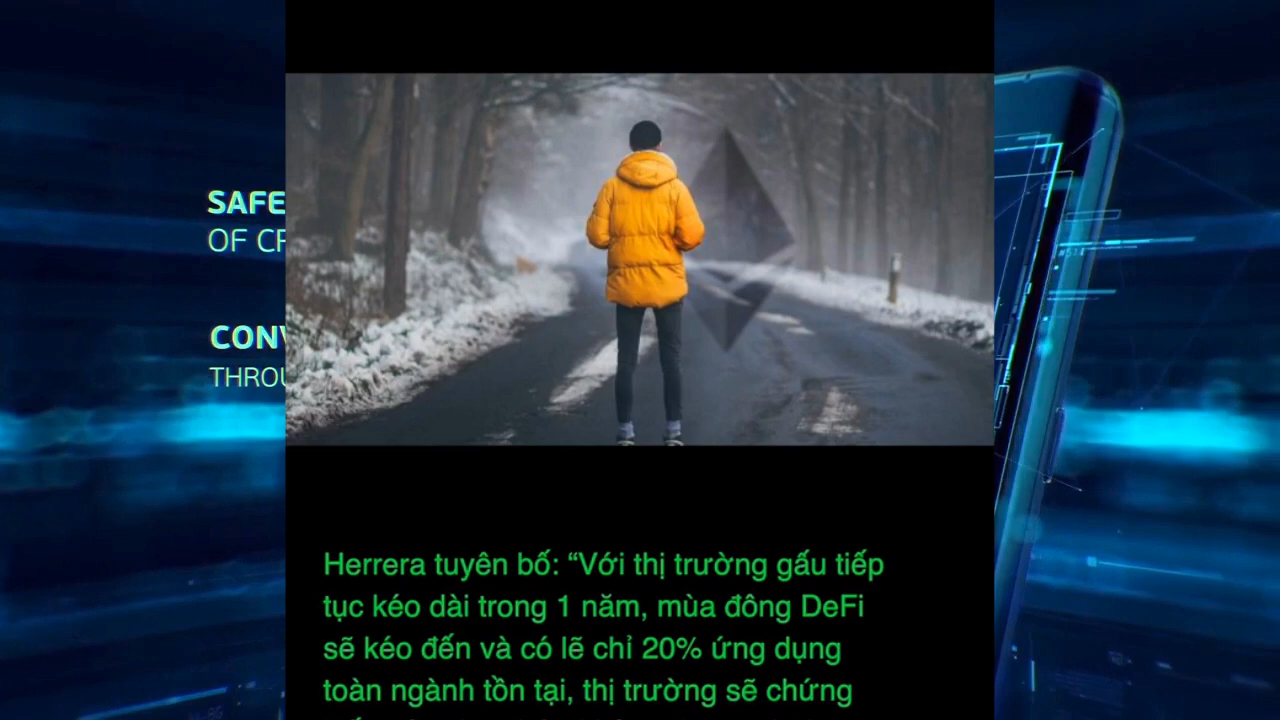 SAFE
OF CR
CONV
THROU
Herrera tuyên bố: “Với thị trường gấu tiếp
tục kéo dài trong 1 năm, mùa đông DeFi
sẽ kéo đến và có lẽ chỉ 20% ứng dụng
toàn ngành tồn tại, thị trường sẽ chứng